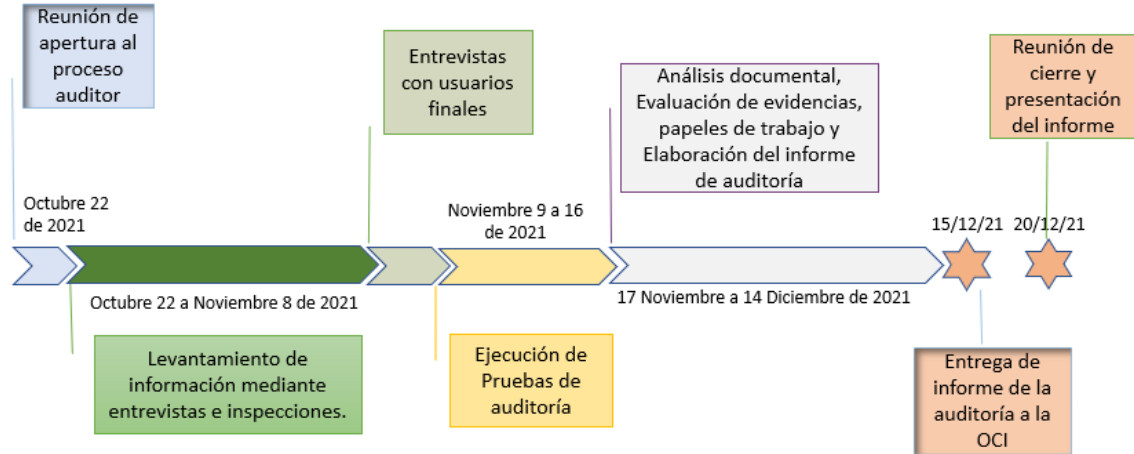 Reunión de
apertura al
proceso
auditor
Entrevistas
con usuarios
finales
Análisis documental,
Evaluación de evidencias,
papeles de trabajo y
Elaboración del informe
de auditoría
Reunión de
cierre y
presentación
del informe
Octubre 22
de 2021
Noviembre 9 a 16
de 2021
15/12/21
20/12/21
Octubre 22 a Noviembre 8 de 2021
17 Noviembre a 14 Diciembre de 2021
Levantamiento de
información mediante
entrevistas e inspecciones.
Ejecución de
Pruebas de
auditoría
Entrega de
informe de la
auditoría a la
OCI